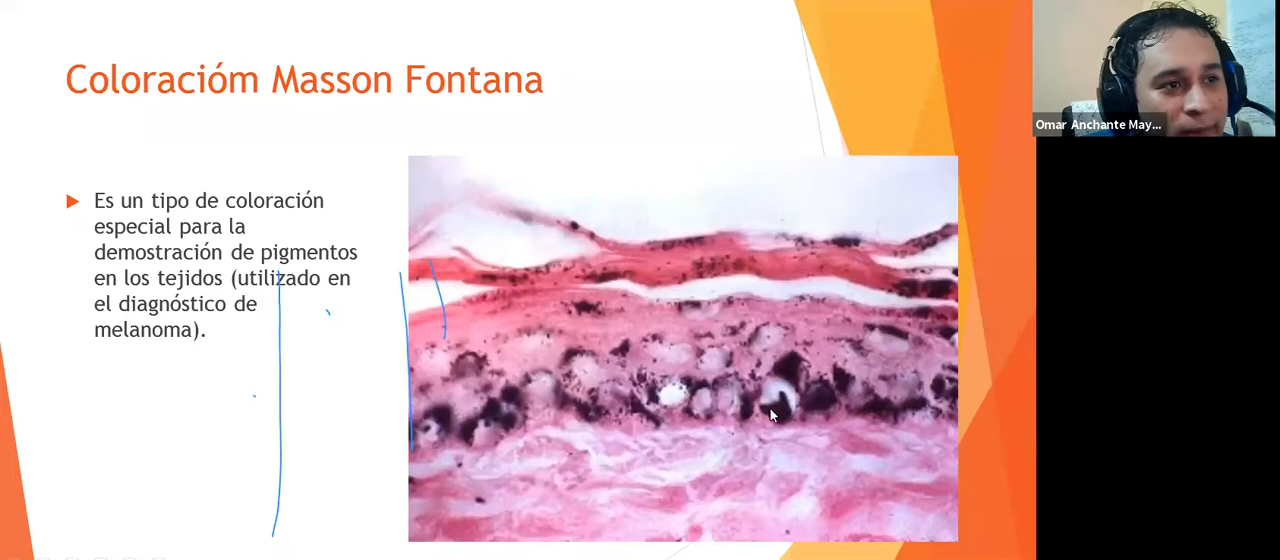 Coloracióm Masson Fontana
Es un tipo de coloración
especial para la
demostración de pigmentos
en los tejidos (utilizado en
el diagnóstico de
melanoma).
Omar Anchante May...